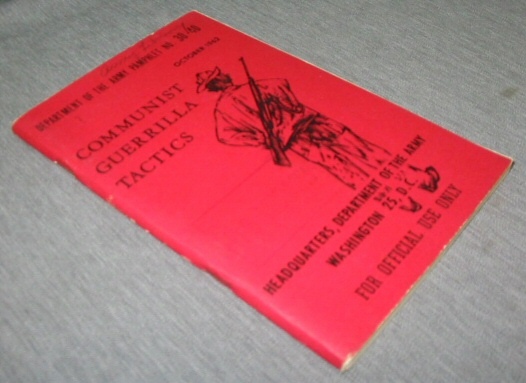 DEPARTMENT OF THE ARMY PAMPHLET NO. 30-
OCTOBER 1962
COMMUNIST
GUERRILLA
TACTICS
HEADQUARTERS, DEPARTMENT OF THE ARMY
WASHINGTON 25, D.C.
FOR OFFICIAL USE ONLY